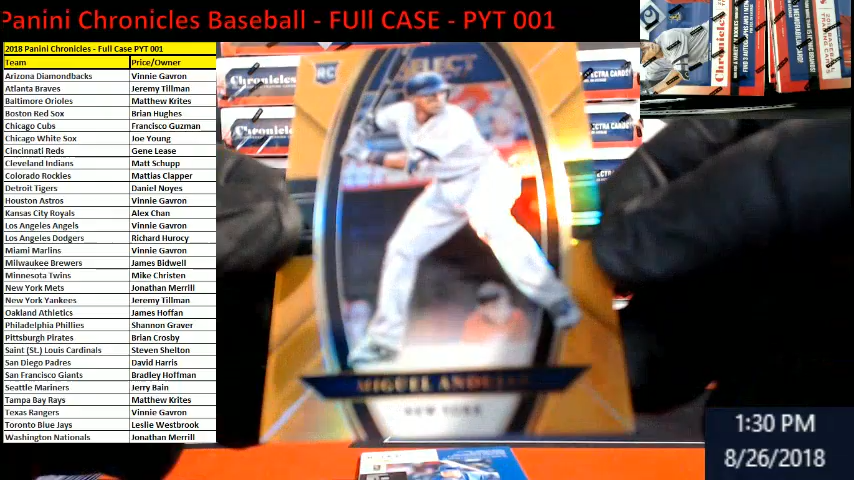 Panini Chronicles Baseball - FUll CASE - PYT 001
2018 Panini Chronicles - Full Case PYT 001
Team Price/Owner
Arizona Diamondbacks Vinnie Gavron
Atlanta Braves Jeremy Tillman
Baltimore Orioles Matthew Krites
Boston Red Sox Brian Hughes
Chicago Cubs Francisco Guzman
Chicago White Sox Joe Young
Cincinnati Reds Gene Lease
Cleveland Indians Matt Schupp
Colorado Rockies Mattias Clapper
Detroit Tigers Daniel Noyes
Houston Astros Vinnie Gavron
Kansas City Royals Alex Chan
Los Angeles Angels Vinnie Gavron
Los Angeles Dodgers Richard Hurocy
Miami Marlins Vinnie Gavron
Milwaukee Brewers James Bidwell
Minnesota Twins Mike Christen
New York Mets Jonathan Merrill
New York Yankees Jeremy Tillman
Oakland Athletics James Hoffan
Philadelphia Phillies Shannon Graver
Pittsburgh Pirates Brian Crosby
Saint (St.) Louis Cardinals Steven Shelton
San Diego Padres David Harris
San Francisco Giants Bradley Hoffman
Seattle Mariners Jerry Bain
Tampa Bay Rays Matthew Krites
Texas Rangers Vinnie Gavron
Toronto Blue Jays Leslie Westbrook
Washington Nationals Jonathan Merrill
RC
SELECT
Chronicles
Chronicles
ECTRA CARDS
ECTRA CARDS
MIGUEL ANDUJAR
NEW YORK
1:30 PM
8/26/2018